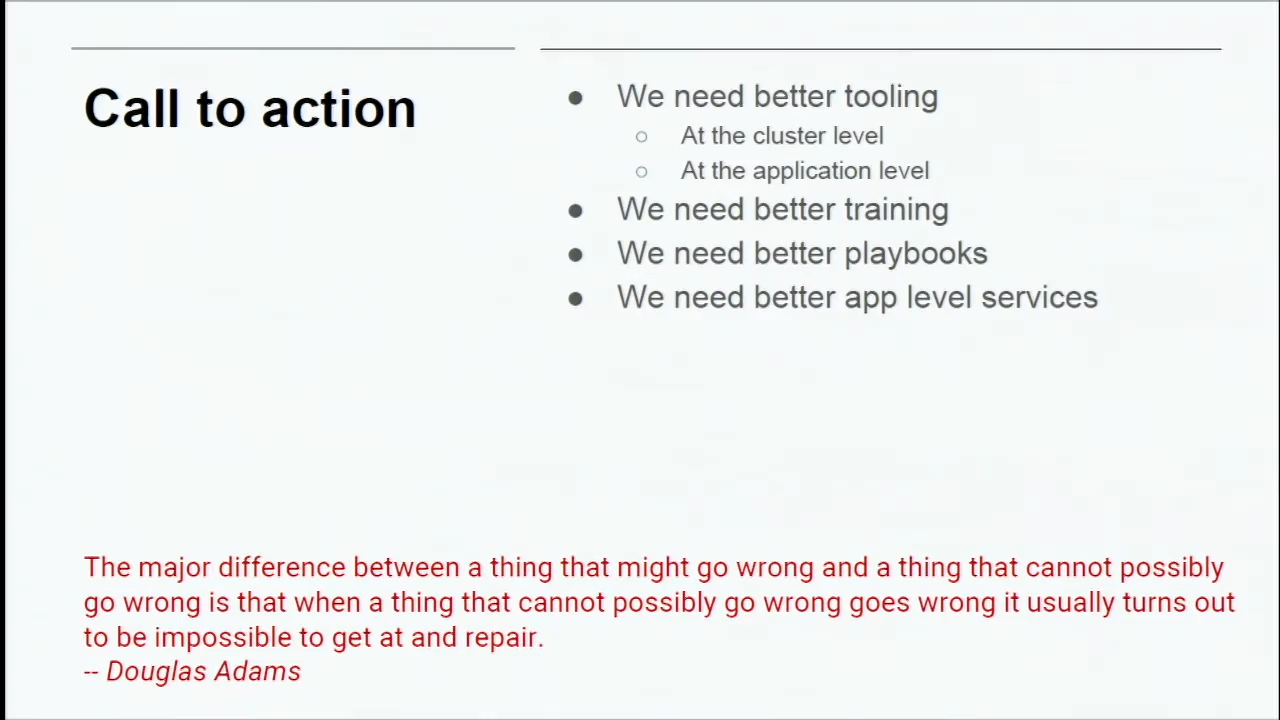 Call to action
● We need better tooling
○ At the cluster level
○ At the application level
● We need better training
● We need better playbooks
● We need better app level services
The major difference between a thing that might go wrong and a thing that cannot possibly
go wrong is that when a thing that cannot possibly go wrong goes wrong it usually turns out
to be impossible to get at and repair.
-- Douglas Adams